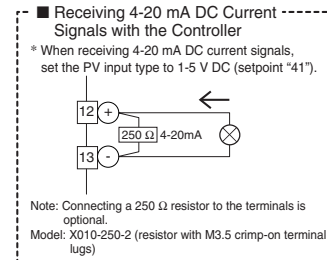 ■ Receiving 4-20 mA DC Current
Signals with the Controller
* When receiving 4-20 mA DC current signals,
set the PV input type to 1-5 V DC (setpoint “41”).
12 +
250 Ω 4-20mA
13 -
Note: Connecting a 250 Ω resistor to the terminals is
optional.
Model: X010-250-2 (resistor with M3.5 crimp-on terminal
lugs)